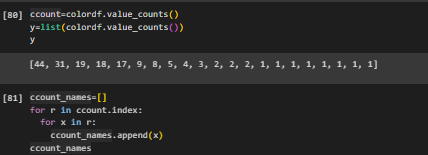 [80] ccount=colordf.value_counts()
y=list(colordf.value_counts())
y
[44, 31, 19, 18, 17, 9, 8, 5, 4, 3, 2, 2, 2, 1, 1, 1, 1, 1, 1, 1, 1]
[81] ccount_names=[]
for r in ccount.index:
for x in r:
ccount_names.append(x)
ccount_names